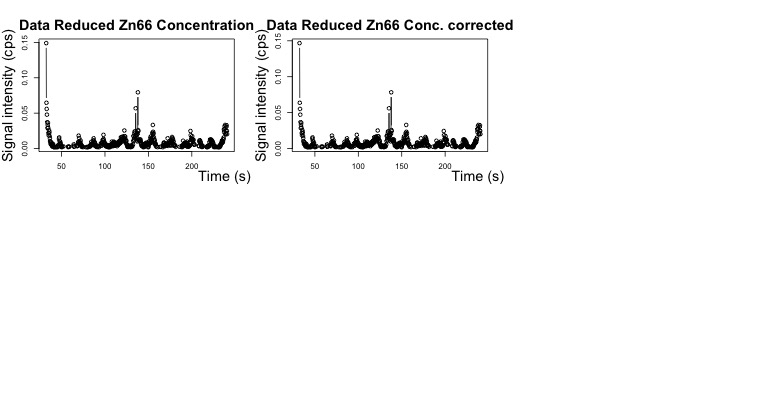 Data Reduced Zn66 Concentration
Signal intensity (cps)
0.00 0.05 0.10 0.15
50 100 150 200
Time (s)
Data Reduced Zn66 Conc. corrected
Signal intensity (cps)
0.00 0.05 0.10 0.15
50 100 150 200
Time (s)